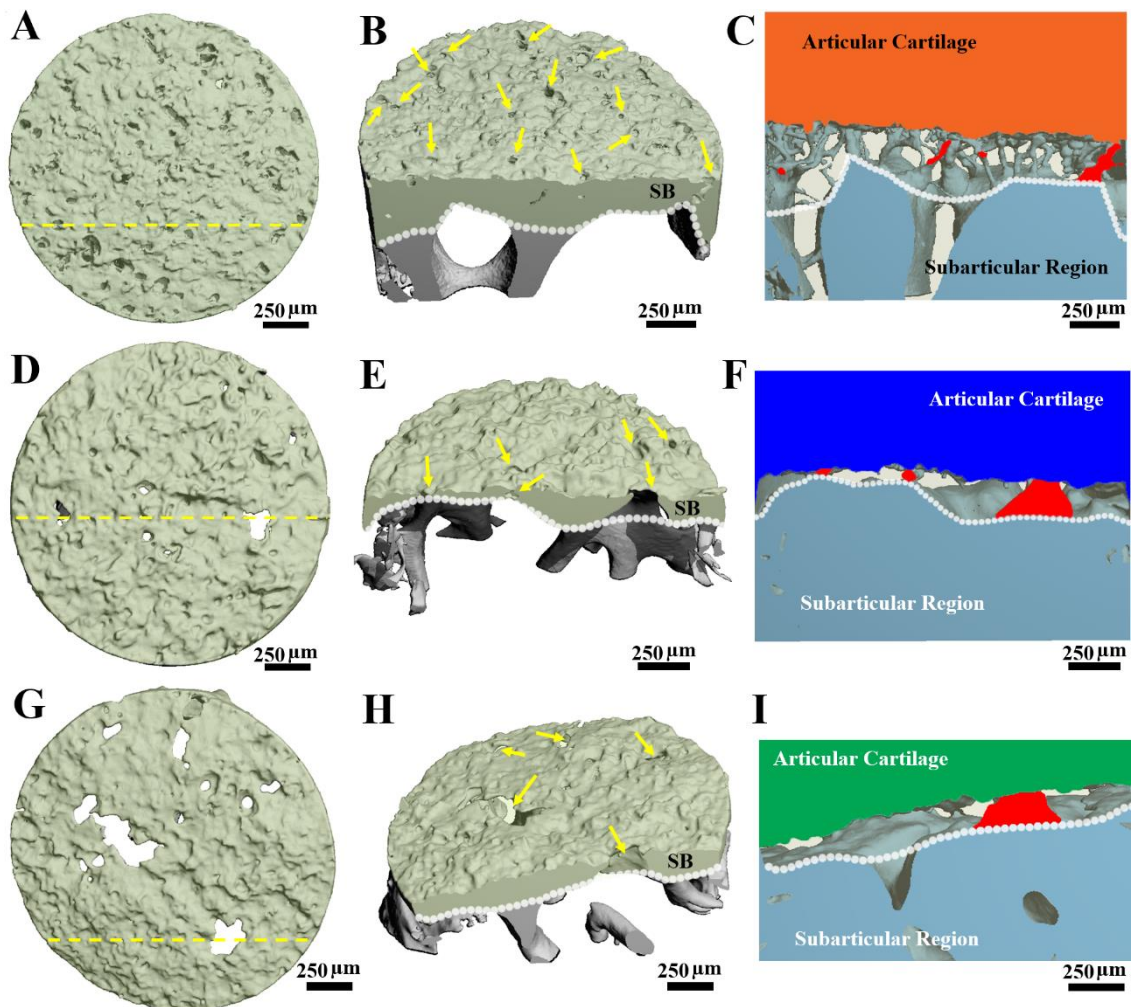 A
B
C
Articular Cartilage
SB
Subarticular Region
250 µm
250 µm
250 µm
D
E
F
Articular Cartilage
SB
Subarticular Region
250 µm
250 µm
250 µm
G
H
I
Articular Cartilage
SB
Subarticular Region
250 µm
250 µm
250 µm